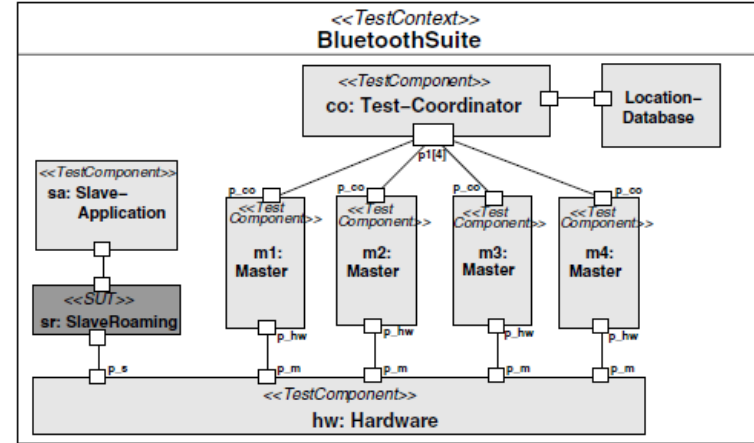 <<TestContext>>
BluetoothSuite
<<TestComponent>>
co: Test-Coordinator
Location-
Database
p1[4]
<<TestComponent>>
sa: Slave-
Application
p_co
p_co
p_co
p_co
<<Test
Component>>
m1:
Master
<<Test
Component>>
m2:
Master
<<Test
Component>>
m3:
Master
<<Test
Component>>
m4:
Master
<<SUT>>
sr: SlaveRoaming
p_hw
p_hw
p_hw
p_hw
p_s
p_m
p_m
p_m
p_m
<<TestComponent>>
hw: Hardware